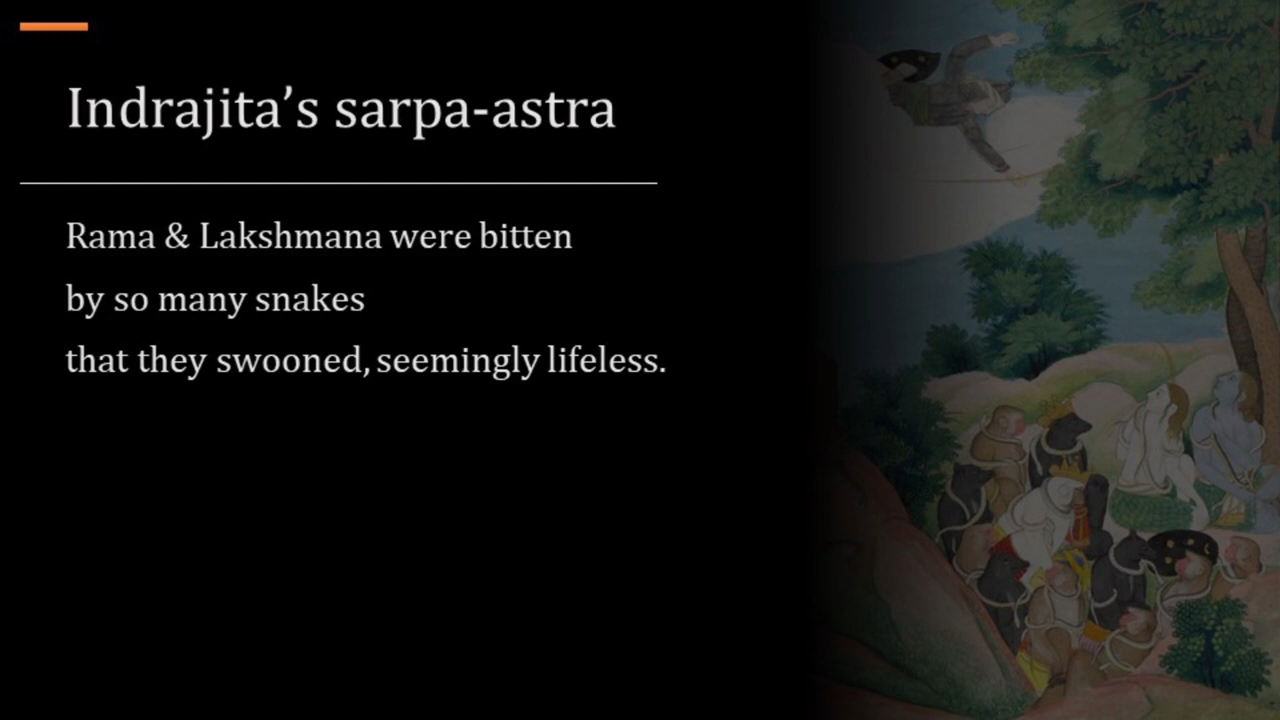 Indrajita’s sarpa-astra
Rama & Lakshmana were bitten
by so many snakes
that they swooned, seemingly lifeless.